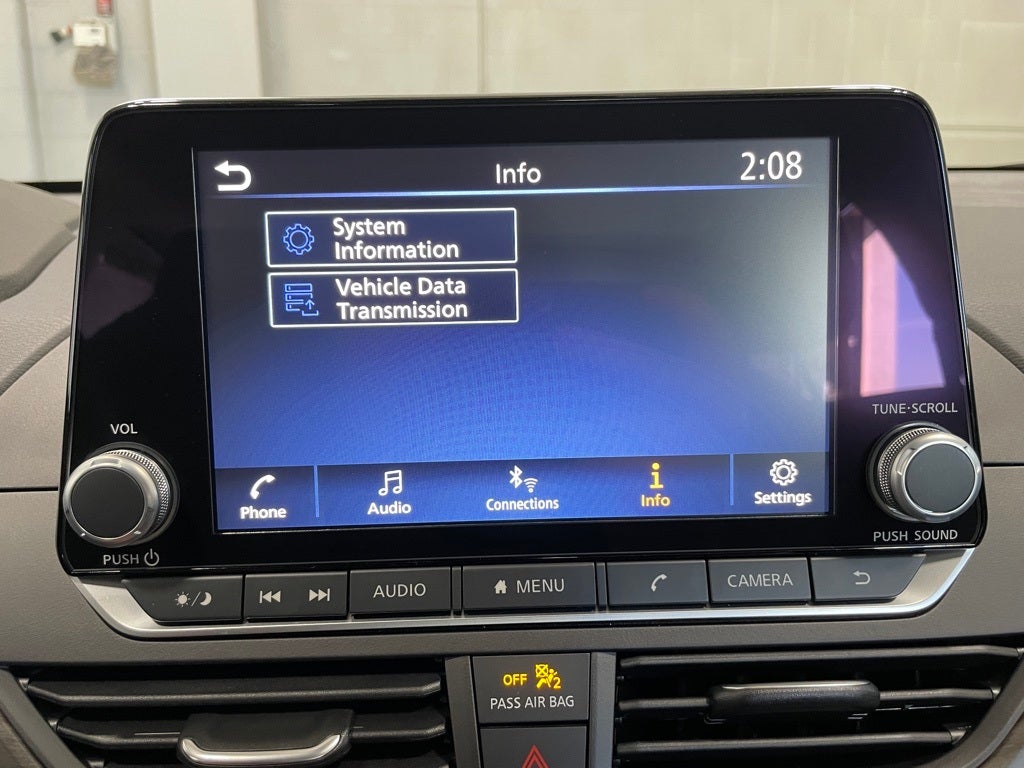 Info
2:08
System
Information
Vehicle Data
Transmission
VOL
TUNE·SCROLL
Phone
Audio
Connections
Info
Settings
PUSH
PUSH SOUND
AUDIO
MENU
CAMERA
OFF 2
PASS AIR BAG